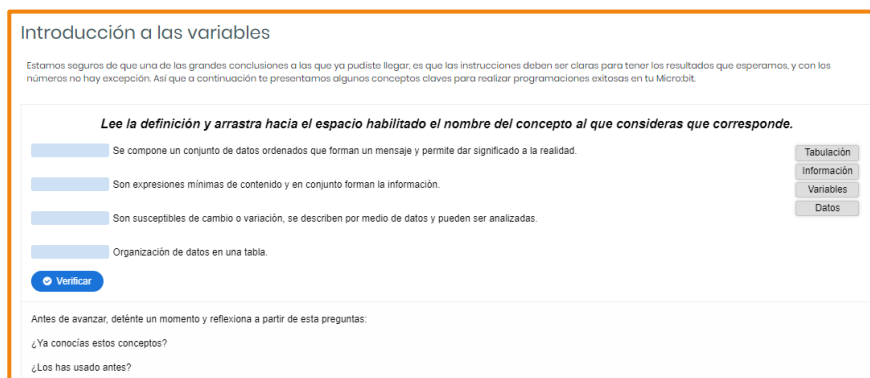 Introducción a las variables
Estamos seguros de que una de las grandes conclusiones a las que ya pudiste llegar, es que las instrucciones deben ser claras para tener los resultados que esperamos, y con los
números no hay excepción. Así que a continuación te presentamos algunos conceptos claves para realizar programaciones exitosas en tu Micro:bit.
Lee la definición y arrastra hacia el espacio habilitado el nombre del concepto al que consideras que corresponde.
Se compone un conjunto de datos ordenados que forman un mensaje y permite dar significado a la realidad.
Son expresiones mínimas de contenido y en conjunto forman la información.
Son susceptibles de cambio o variación, se describen por medio de datos y pueden ser analizadas.
Organización de datos en una tabla.
Tabulación
Información
Variables
Datos
Verificar
Antes de avanzar, deténte un momento y reflexiona a partir de esta preguntas:
¿Ya conocías estos conceptos?
¿Los has usado antes?